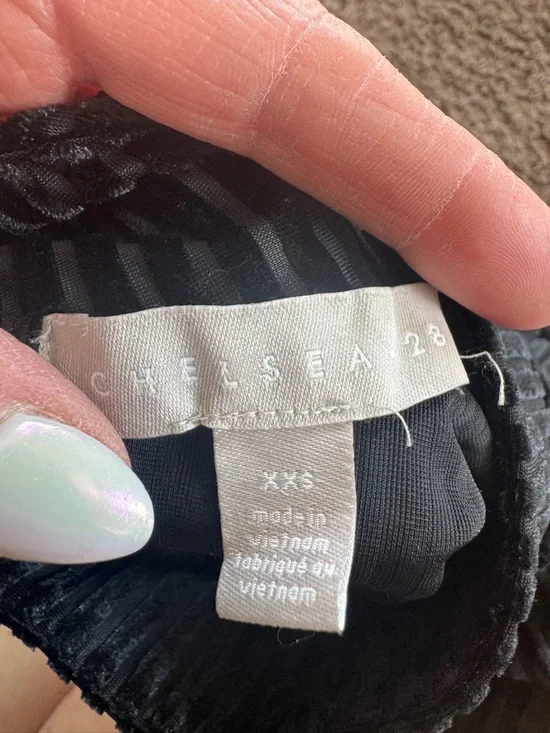 CHELSEA 28
XXS
made in
vietnam
fabriqué au
vietnam